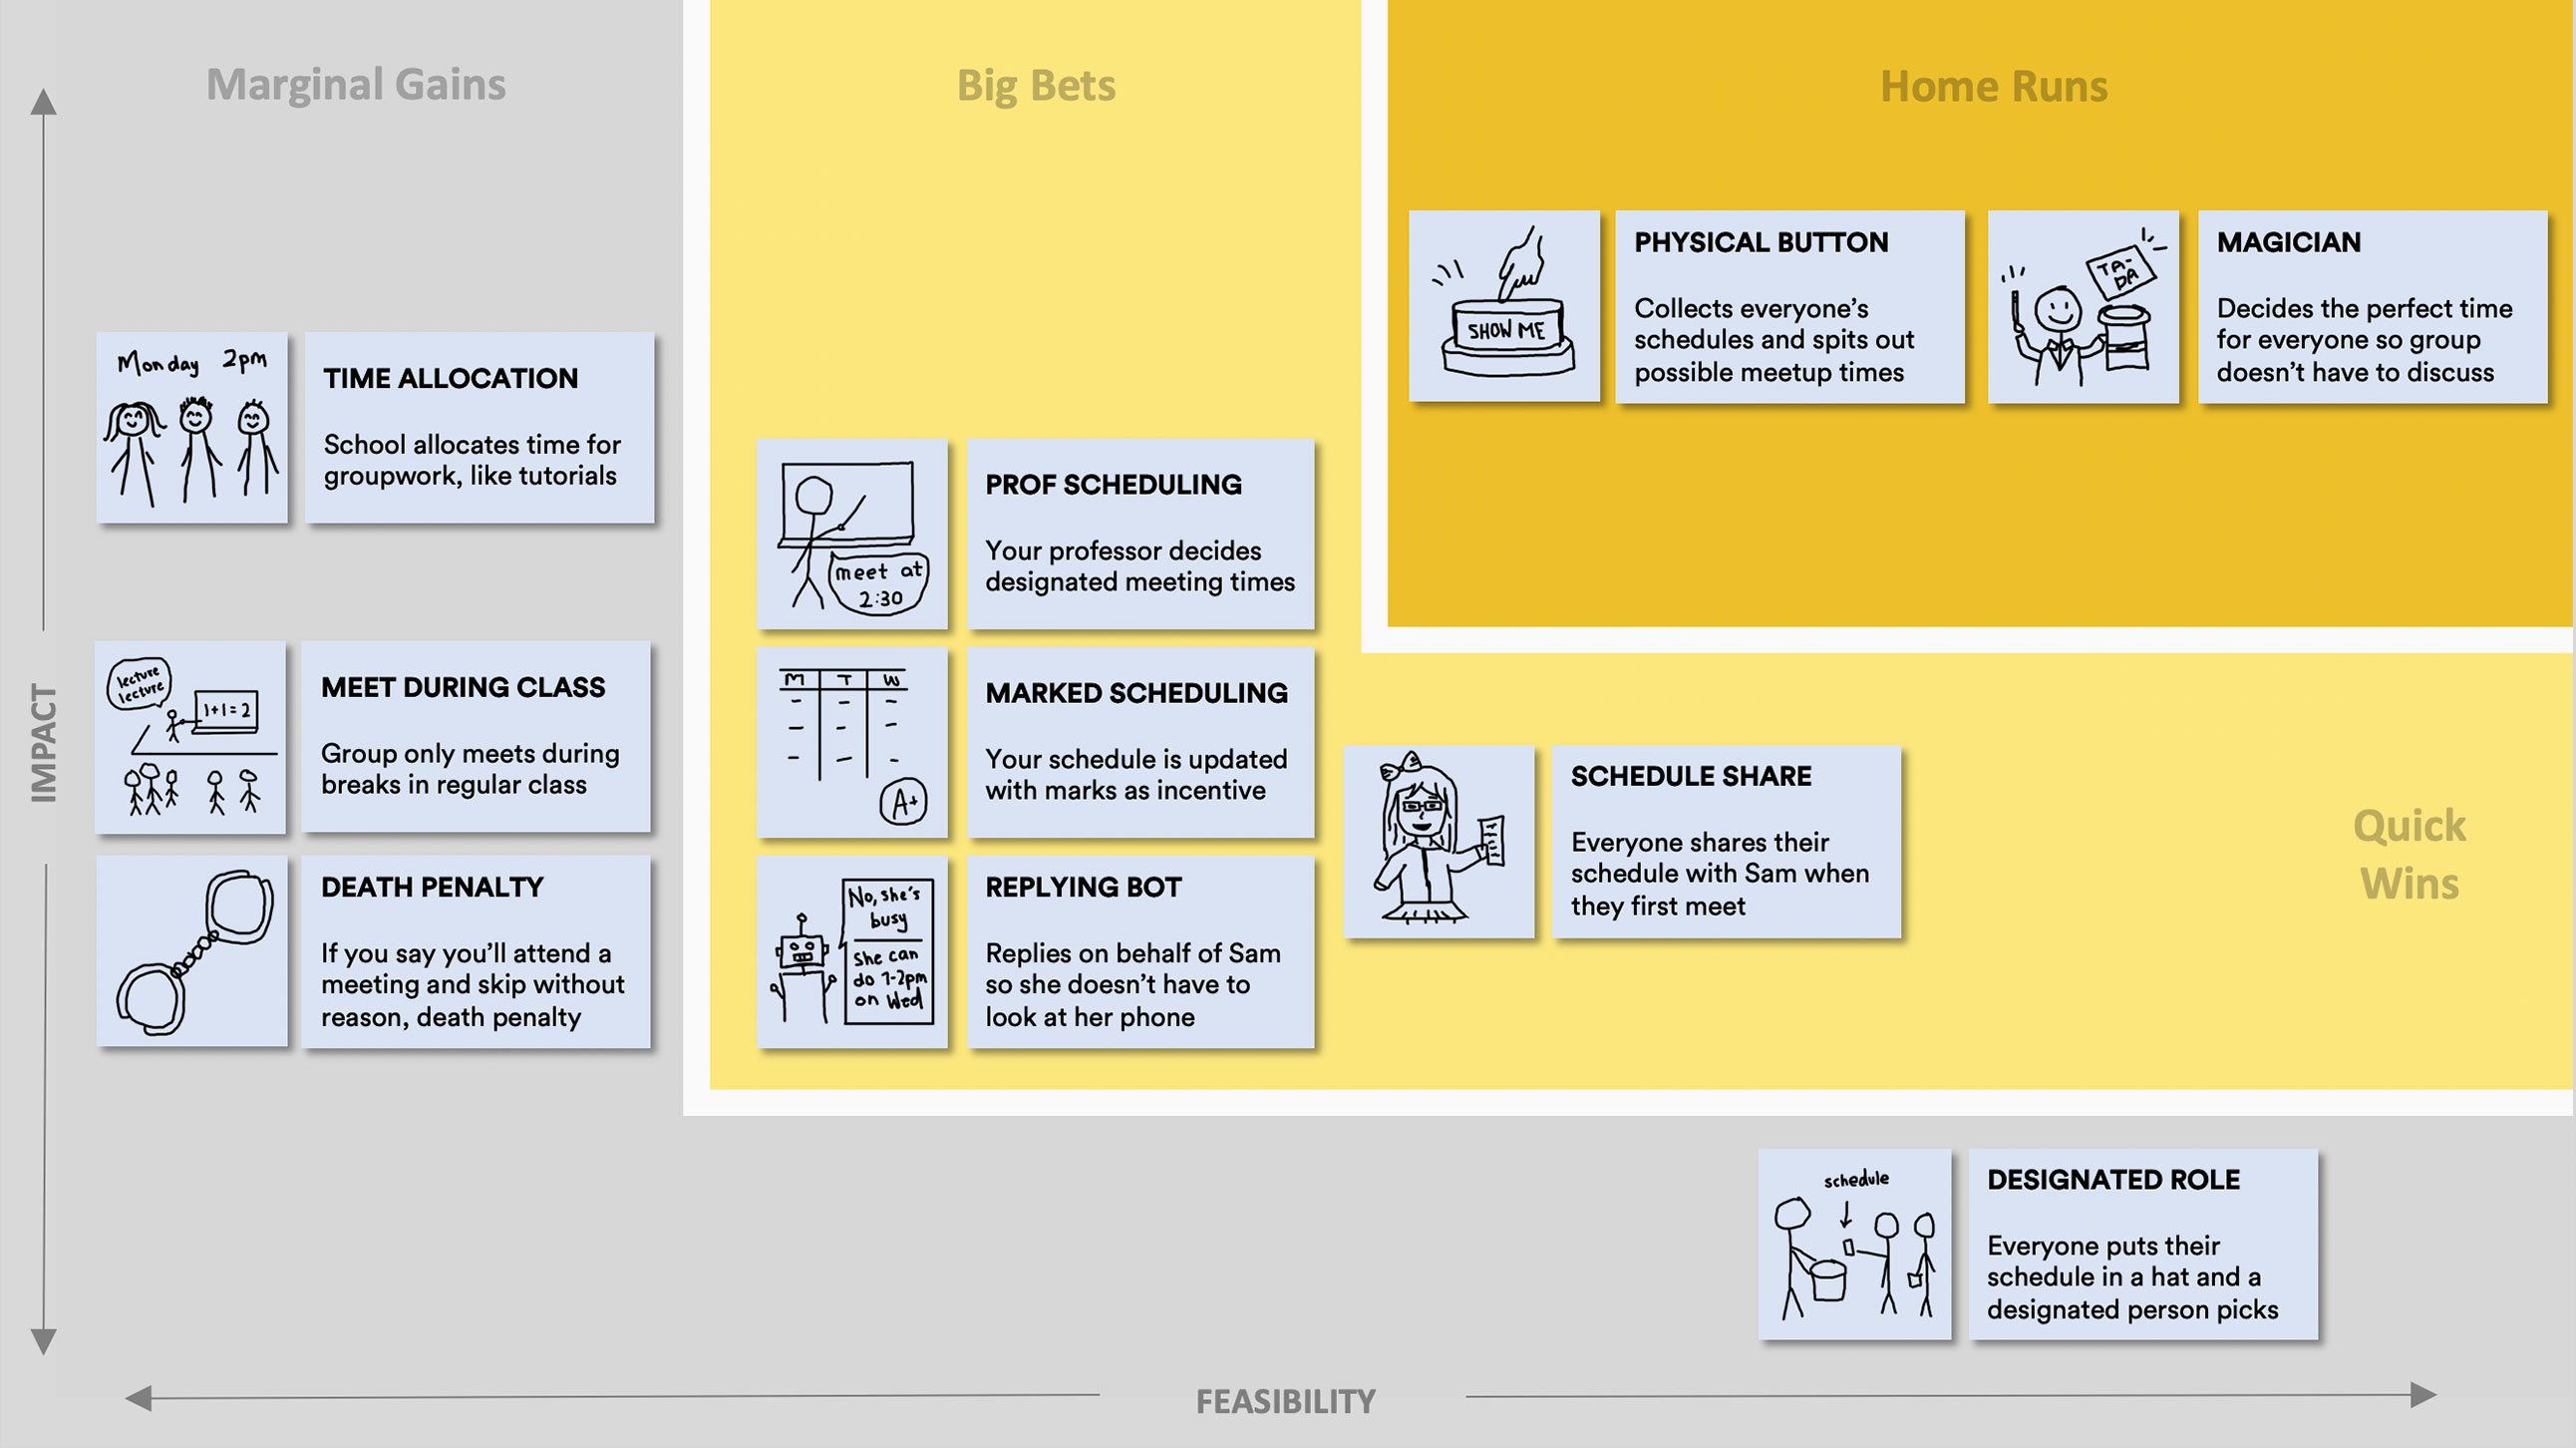 Marginal Gains
Big Bets
Home Runs
SHOW ME
PHYSICAL BUTTON
Collects everyone's
schedules and spits out
possible meetup times
TA-
DA
MAGICIAN
Decides the perfect time
for everyone so group
doesn't have to discuss
Monday 2pm
TIME ALLOCATION
School allocates time for
groupwork, like tutorials
meet at
2:30
PROF SCHEDULING
Your professor decides
designated meeting times
lecture
lecture
1+1=2
MEET DURING CLASS
Group only meets during
breaks in regular class
M T W
A+
MARKED SCHEDULING
Your schedule is updated
with marks as incentive
SCHEDULE SHARE
Everyone shares their
schedule with Sam when
they first meet
Quick
Wins
DEATH PENALTY
If you say you'll attend a
meeting and skip without
reason, death penalty
No, she's
busy
She can
do 1-2pm
on Wed
REPLYING BOT
Replies on behalf of Sam
so she doesn't have to
look at her phone
schedule
DESIGNATED ROLE
Everyone puts their
schedule in a hat and a
designated person picks
IMPACT
FEASIBILITY